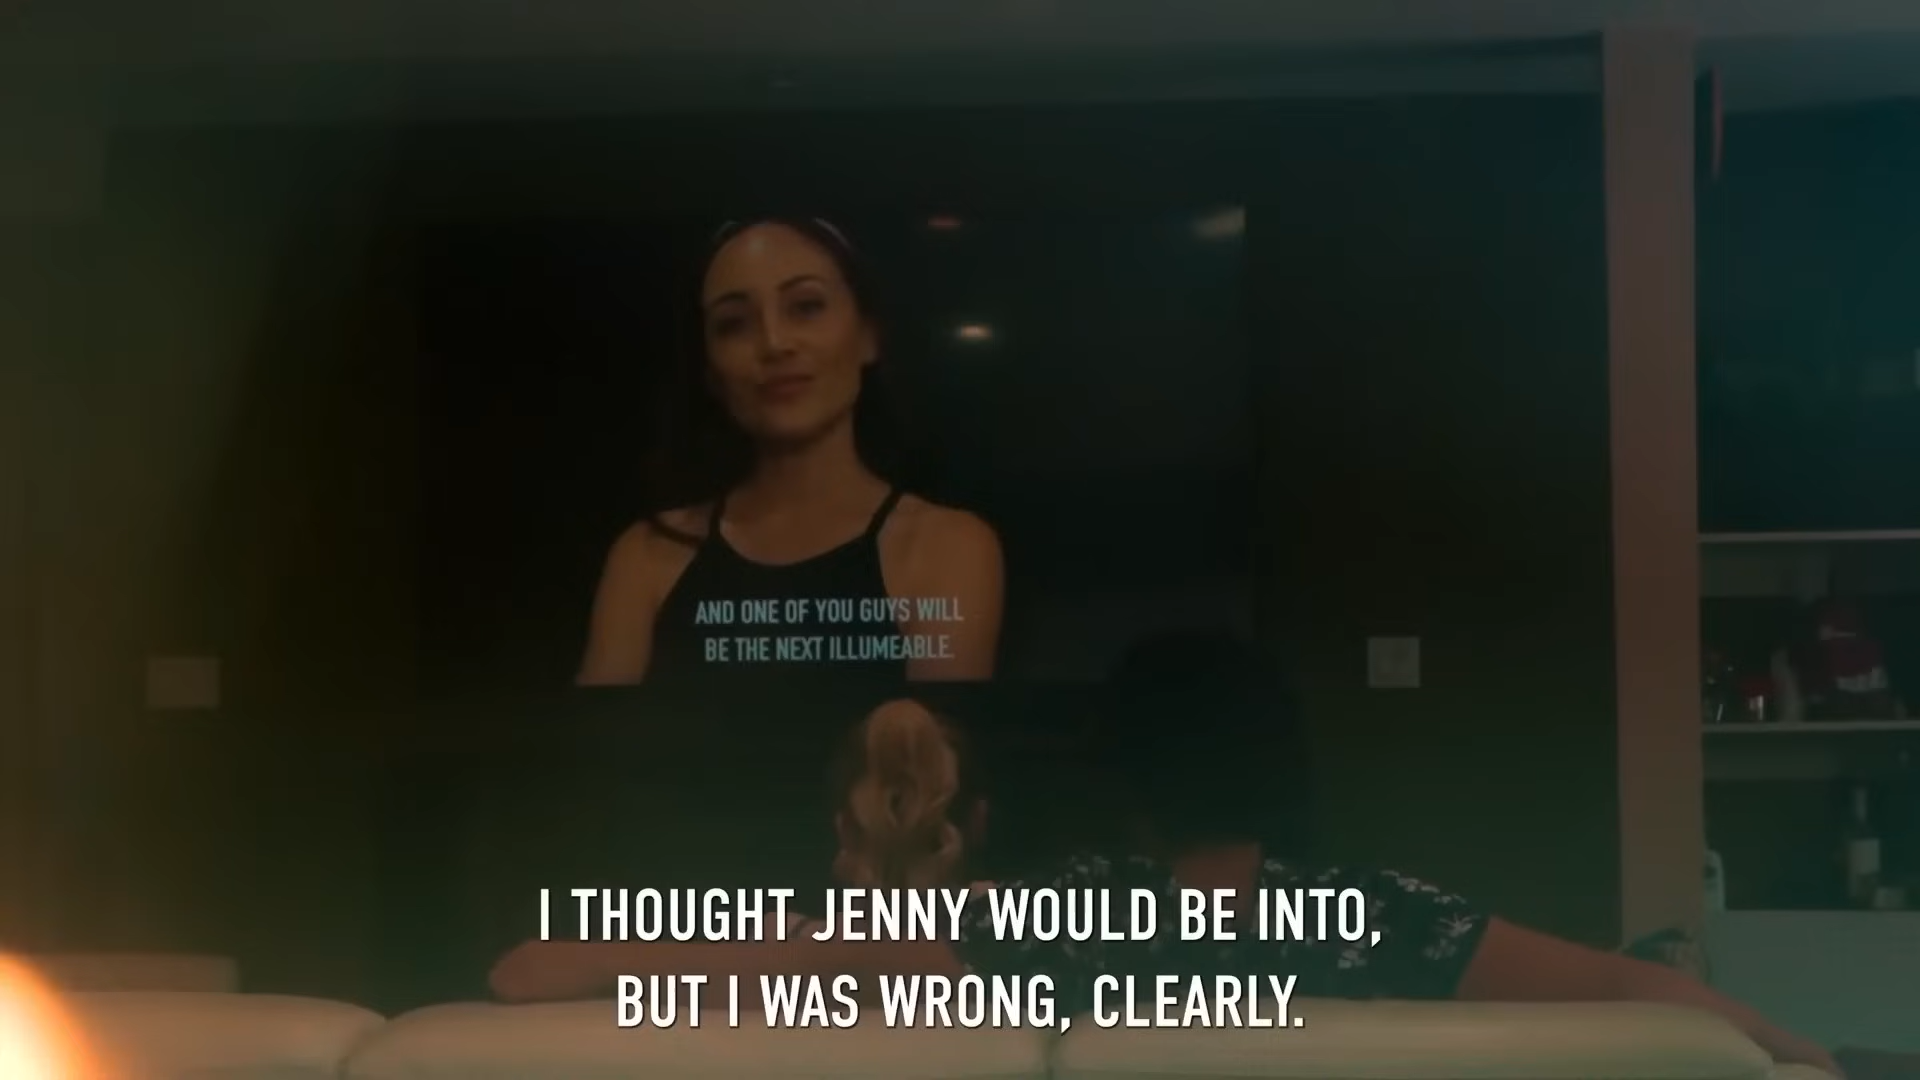 AND ONE OF YOU GUYS WILL
BE THE NEXT ILLUMEABLE.
I THOUGHT JENNY WOULD BE INTO,
BUT I WAS WRONG, CLEARLY.